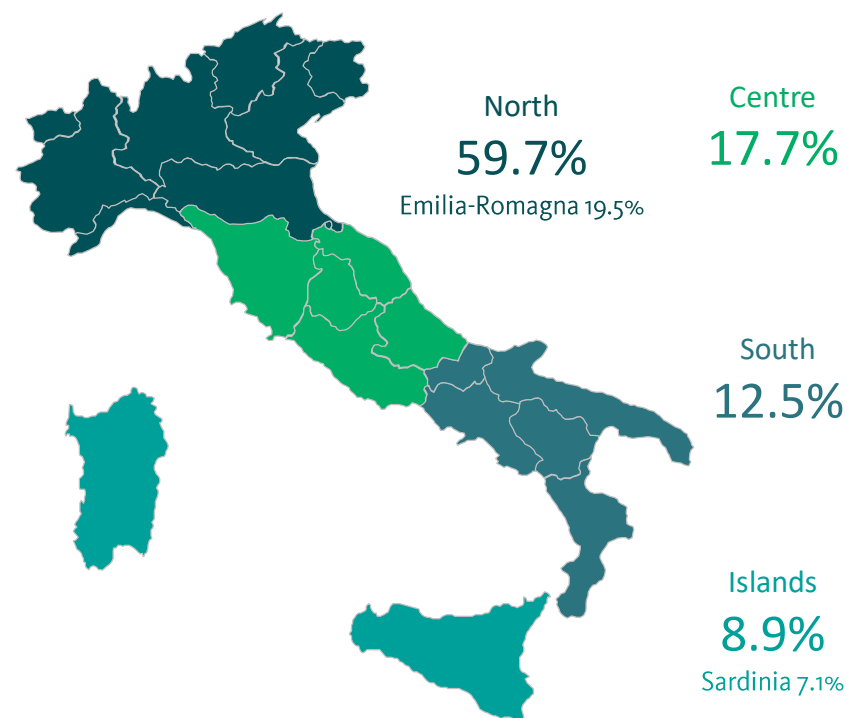 North
59.7%
Emilia-Romagna 19.5%
Centre
17.7%
South
12.5%
Islands
8.9%
Sardinia 7.1%